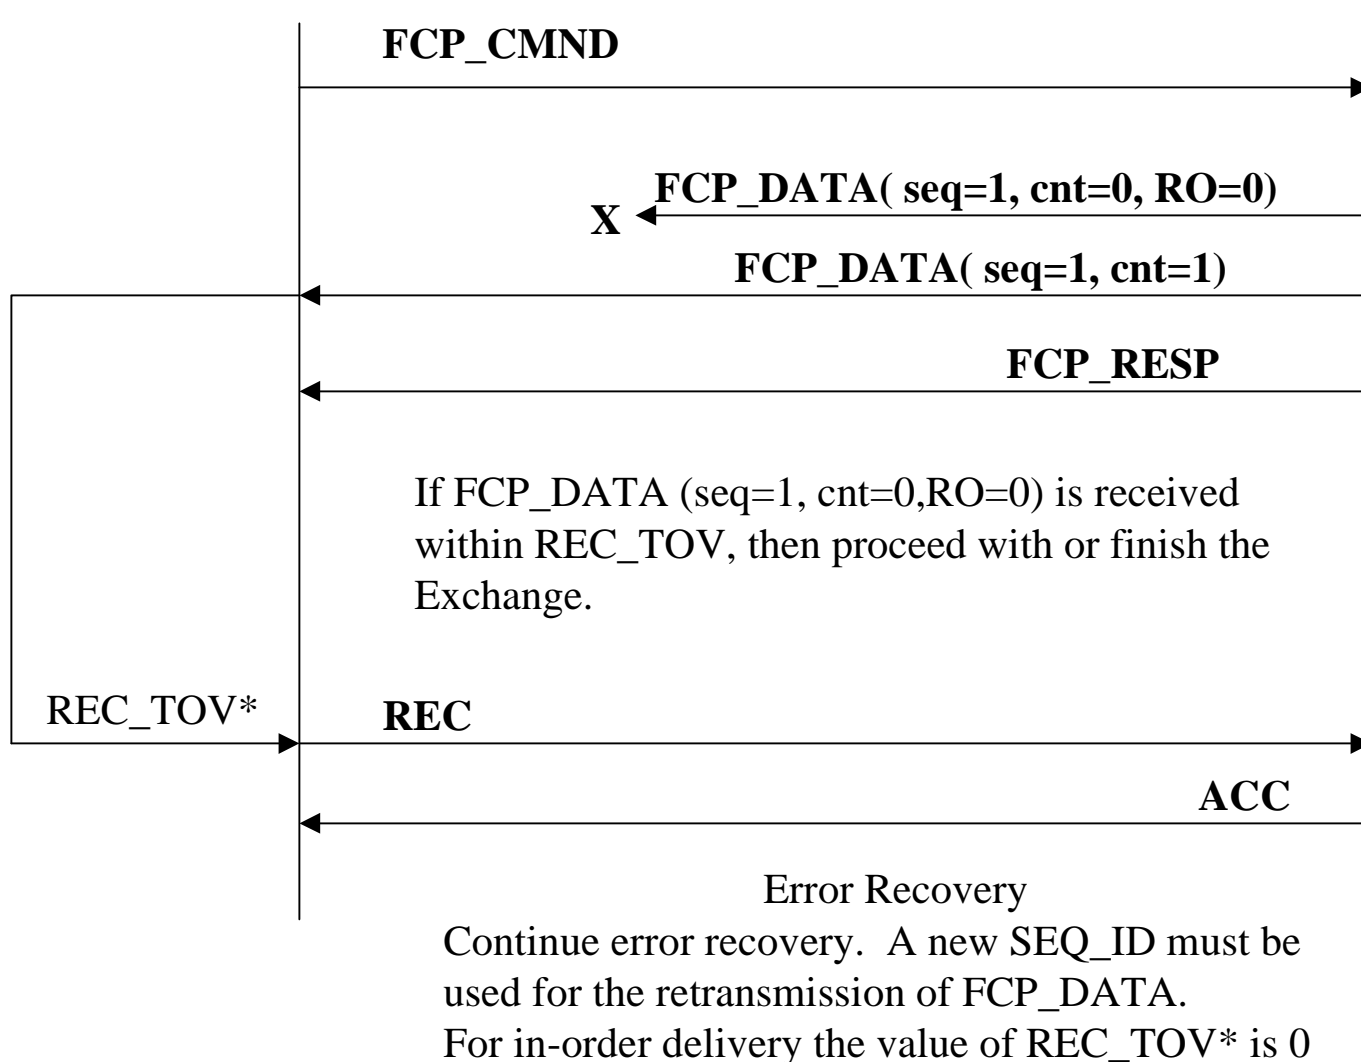 FCP_CMND
FCP_DATA( seq=1, cnt=0, RO=0)
X
FCP_DATA( seq=1, cnt=1)
FCP_RESP
If FCP_DATA (seq=1, cnt=0,RO=0) is received
within REC_TOV, then proceed with or finish the
Exchange.
REC_TOV*
REC
ACC
Error Recovery
Continue error recovery.  A new SEQ_ID must be
used for the retransmission of FCP_DATA.
For in-order delivery the value of REC_TOV* is 0